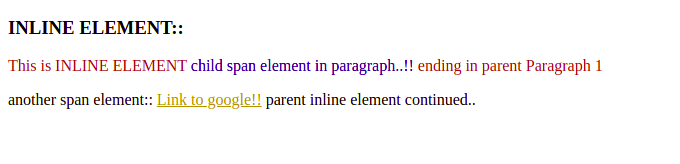 INLINE ELEMENT::
This is INLINE ELEMENT child span element in paragraph..!! ending in parent Paragraph 1
another span element:: Link to google!! parent inline element continued..